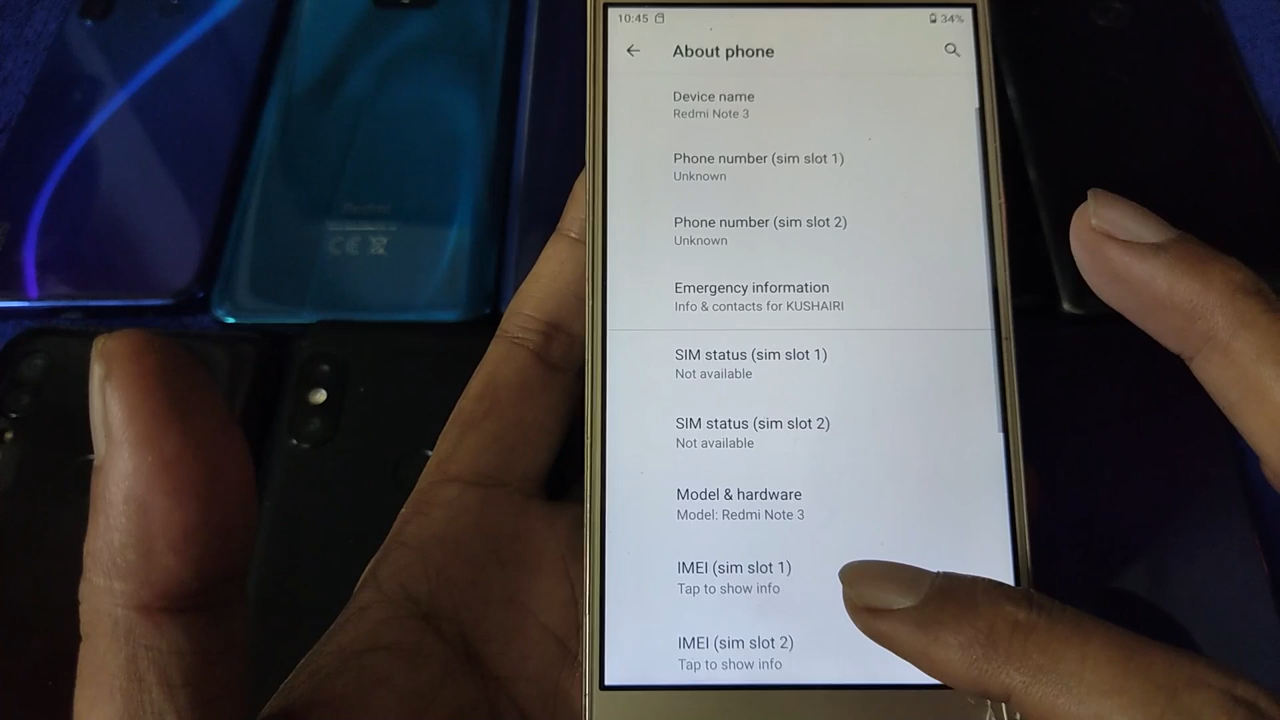 10:45
34%
About phone
Device name
Redmi Note 3
Phone number (sim slot 1)
Unknown
Phone number (sim slot 2)
Unknown
Emergency information
Info & contacts for KUSHAIRI
SIM status (sim slot 1)
Not available
SIM status (sim slot 2)
Not available
Model & hardware
Model: Redmi Note 3
IMEI (sim slot 1)
Tap to show info
IMEI (sim slot 2)
Tap to show info
Redmi
CE